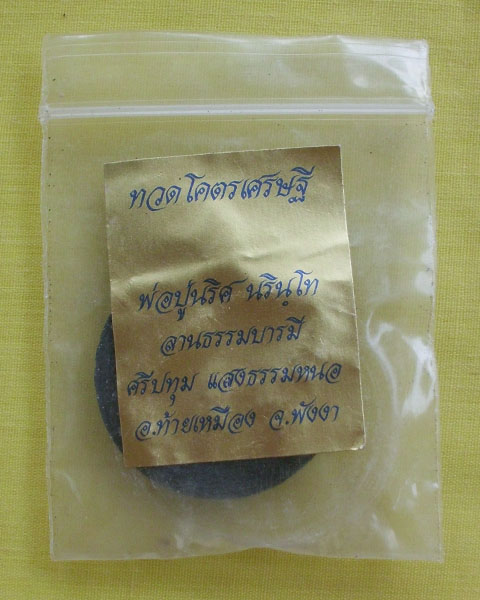 ทวดโคตรเศรษฐี
พ่อปู่นริศ นรินฺโท
ลานธรรมบารมี
ศรีปทุม แสงธรรมหนอ
อ.ท้ายเหมือง จ.พังงา